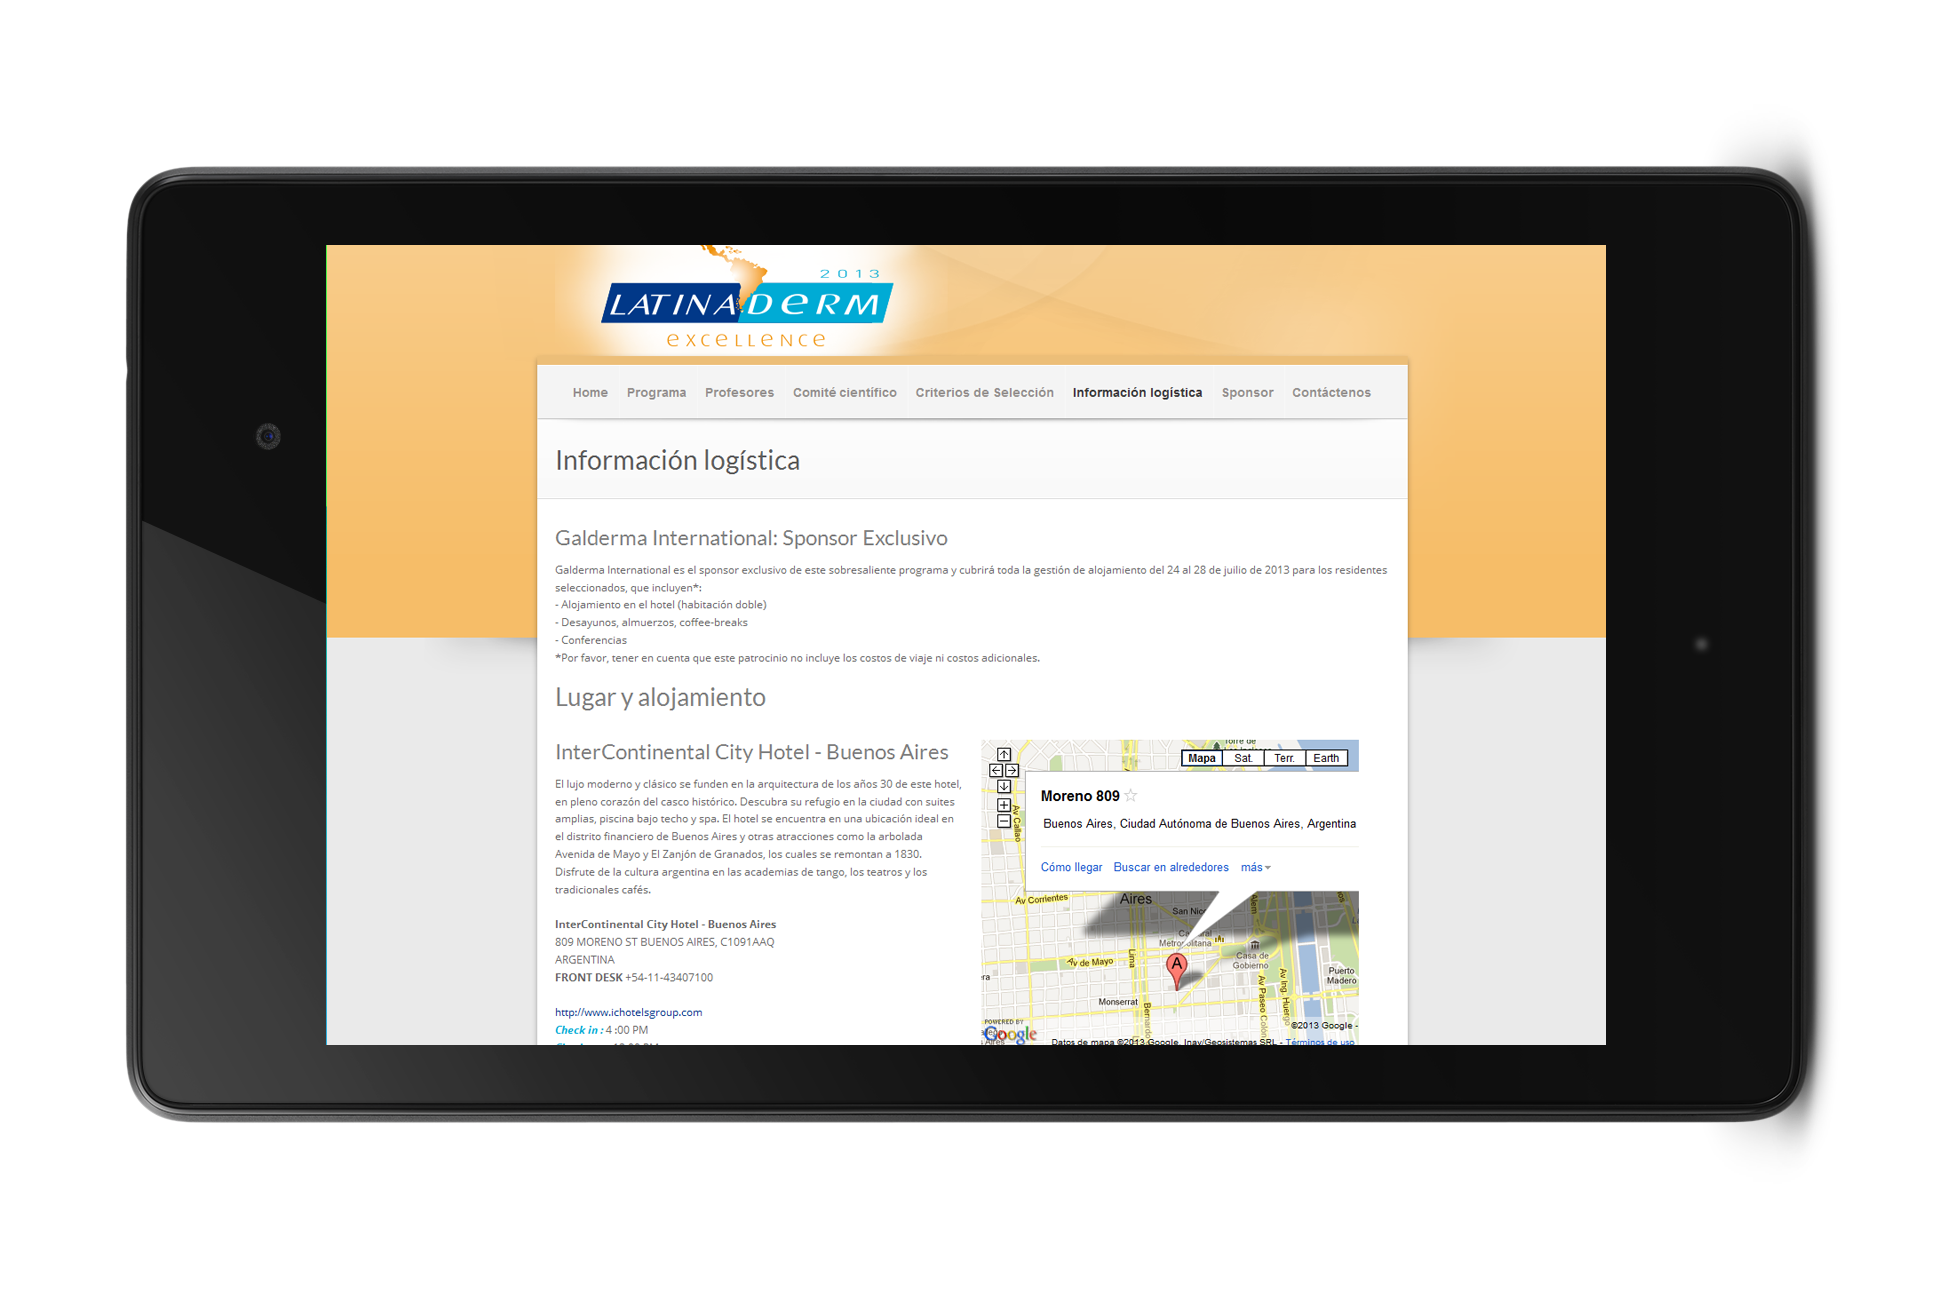 2013
LATINADERM
excellence
Home Programa Profesores Comité científico Criterios de Selección Información logística Sponsor Contáctenos
Información logística
Galderma International: Sponsor Exclusivo
Galderma International es el sponsor exclusivo de este sobresaliente programa y cubrirá toda la gestión de alojamiento del 24 al 28 de juilio de 2013 para los residentes
seleccionados, que incluyen*:
- Alojamiento en el hotel (habitación doble)
- Desayunos, almuerzos, coffee-breaks
- Conferencias
*Por favor, tener en cuenta que este patrocinio no incluye los costos de viaje ni costos adicionales.
Lugar y alojamiento
InterContinental City Hotel - Buenos Aires
El lujo moderno y clásico se funden en la arquitectura de los años 30 de este hotel,
en pleno corazón del casco histórico. Descubra su refugio en la ciudad con suites
amplias, piscina bajo techo y spa. El hotel se encuentra en una ubicación ideal en
el distrito financiero de Buenos Aires y otras atracciones como la arbolada
Avenida de Mayo y El Zanjón de Granados, los cuales se remontan a 1830.
Disfrute de la cultura argentina en las academias de tango, los teatros y los
tradicionales cafés.
InterContinental City Hotel - Buenos Aires
809 MORENO ST BUENOS AIRES, C1091AAQ
ARGENTINA
FRONT DESK +54-11-43407100
http://www.ichotelsgroup.com
Check in : 4 :00 PM
Mapa Sat. Terr. Earth
Moreno 809
Buenos Aires, Ciudad Autónoma de Buenos Aires, Argentina
Cómo llegar Buscar en alrededores más
Av Callao
Av Corrientes
Aires
Alem
San Nic
Metropolitana
Av de Mayo
Lima
A
Casa de
Gobierno
Puerto
Madero
Monserrat
Bernardo
Av Paseo Colón
Av Ing. Huergo
POWERED BY
Google
©2013 Google -
Datos de mapa ©2013 Google, Inav/Geosistemas SRL - Términos de uso